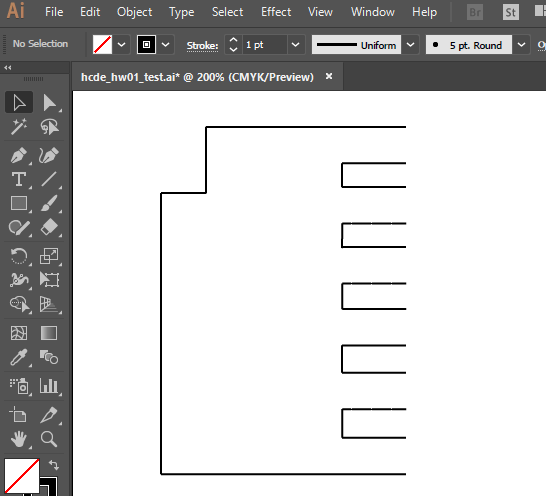 Ai File Edit Object Type Select Effect View Window Help Br St
No Selection Stroke: 1 pt Uniform 5 pt. Round
hcde_hw01_test.ai* @ 200% (CMYK/Preview) ×
T